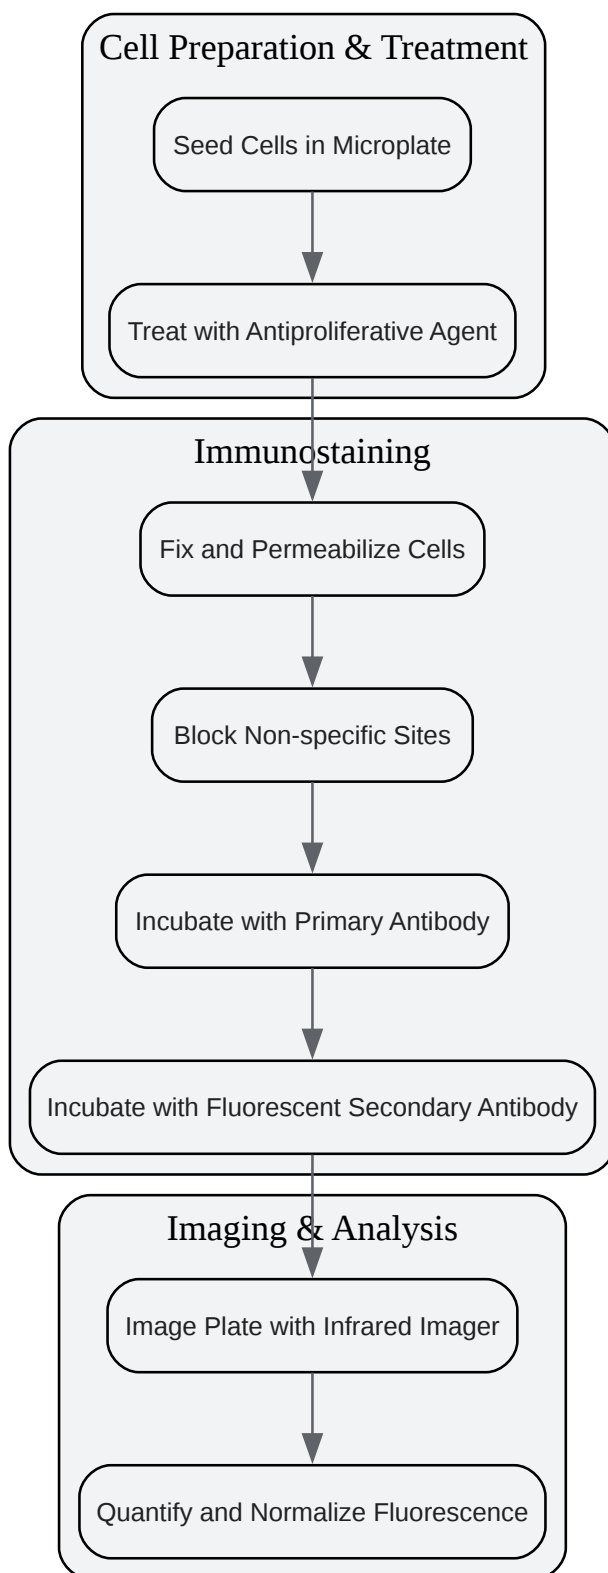 Cell Preparation & Treatment
Seed Cells in Microplate
Treat with Antiproliferative Agent
Immunostaining
Fix and Permeabilize Cells
Block Non-specific Sites
Incubate with Primary Antibody
Incubate with Fluorescent Secondary Antibody
Imaging & Analysis
Image Plate with Infrared Imager
Quantify and Normalize Fluorescence